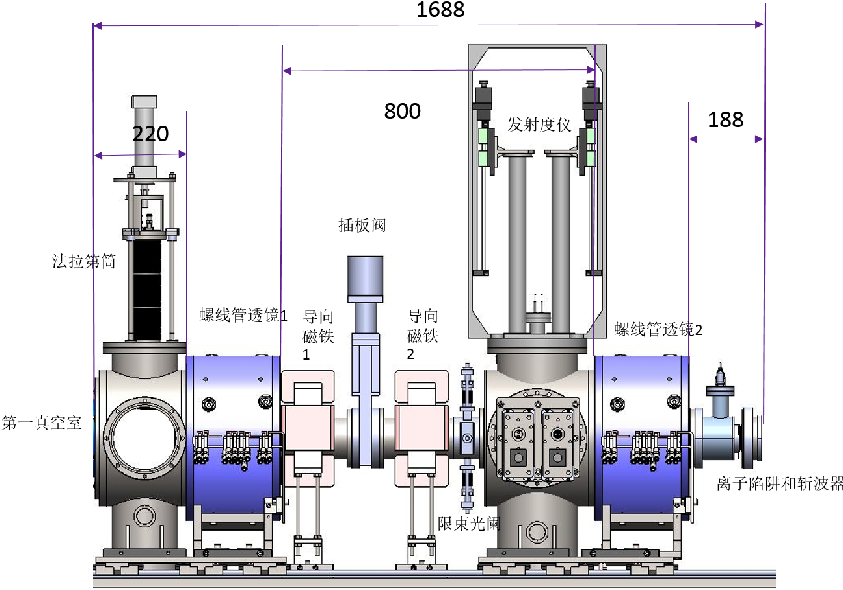 1688
800
220
188
发射度仪
插板阀
法拉第筒
螺线管透镜1
导向
磁铁
1
导向
磁铁
2
螺线管透镜2
第一真空室
限束光阑
离子陷阱和斩波器